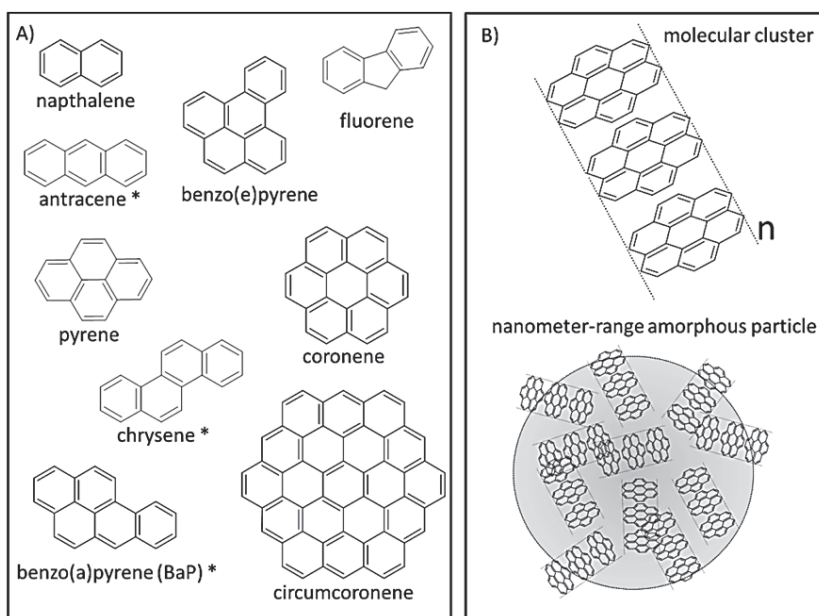 A)
napthalene
fluorene
benzo(e)pyrene
antracene *
pyrene
coronene
chrysene *
benzo(a)pyrene (BaP) *
circumcoronene
B)
molecular cluster
n
nanometer-range amorphous particle